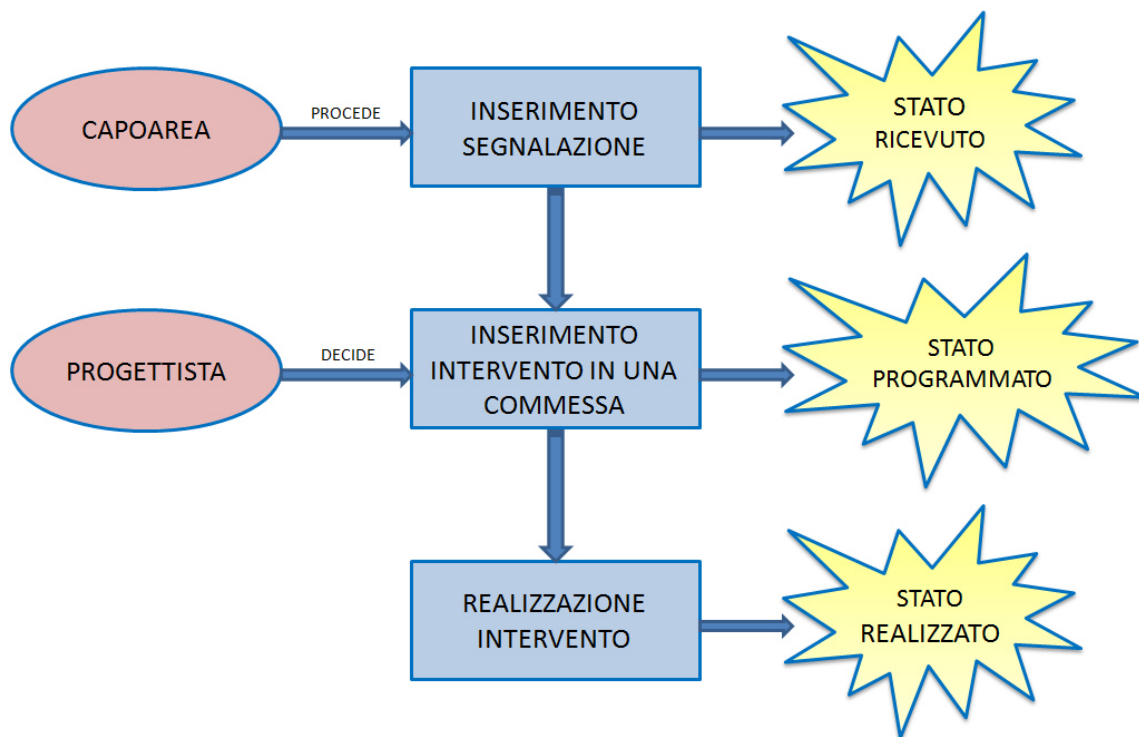 CAPOAREA
PROCEDE
INSERIMENTO
SEGNALAZIONE
STATO
RICEVUTO
PROGETTISTA
DECIDE
INSERIMENTO
INTERVENTO IN UNA
COMMESSA
STATO
PROGRAMMATO
REALIZZAZIONE
INTERVENTO
STATO
REALIZZATO